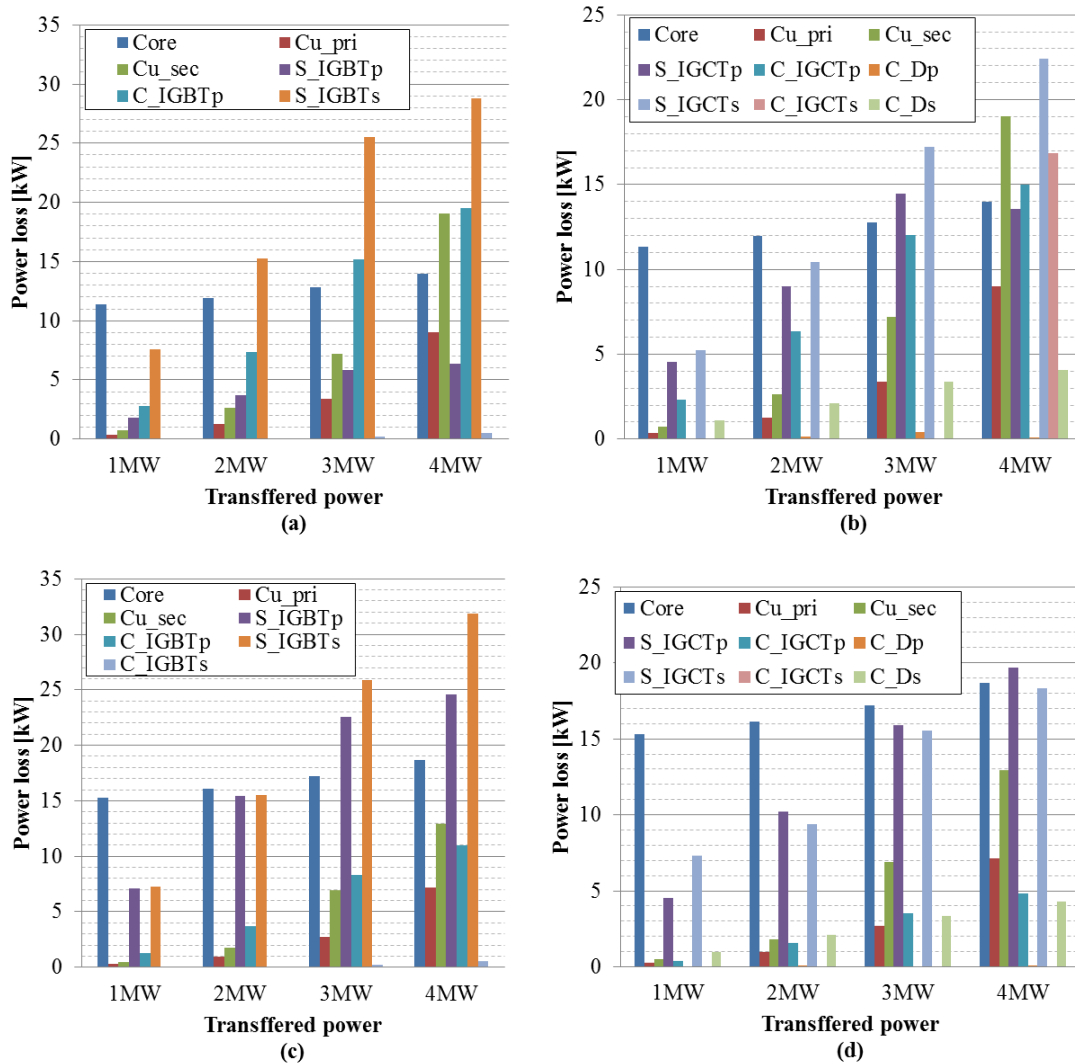 35
30
25
20
15
10
5
0
Power loss [kW]
Core Cu_pri
Cu_sec S_IGBTp
C_IGBTp S_IGBTs
1MW 2MW 3MW 4MW
Transffered power
(a)
25
20
15
10
5
0
Power loss [kW]
Core Cu_pri Cu_sec
S_IGCTp C_IGCTp C_Dp
S_IGCTs C_IGCTs C_Ds
1MW 2MW 3MW 4MW
Transffered power
(b)
35
30
25
20
15
10
5
0
Power loss [kW]
Core Cu_pri
Cu_sec S_IGBTp
C_IGBTp S_IGBTs
C_IGBTs
1MW 2MW 3MW 4MW
Transffered power
(c)
25
20
15
10
5
0
Power loss [kW]
Core Cu_pri Cu_sec
S_IGCTp C_IGCTp C_Dp
S_IGCTs C_IGCTs C_Ds
1MW 2MW 3MW 4MW
Transffered power
(d)